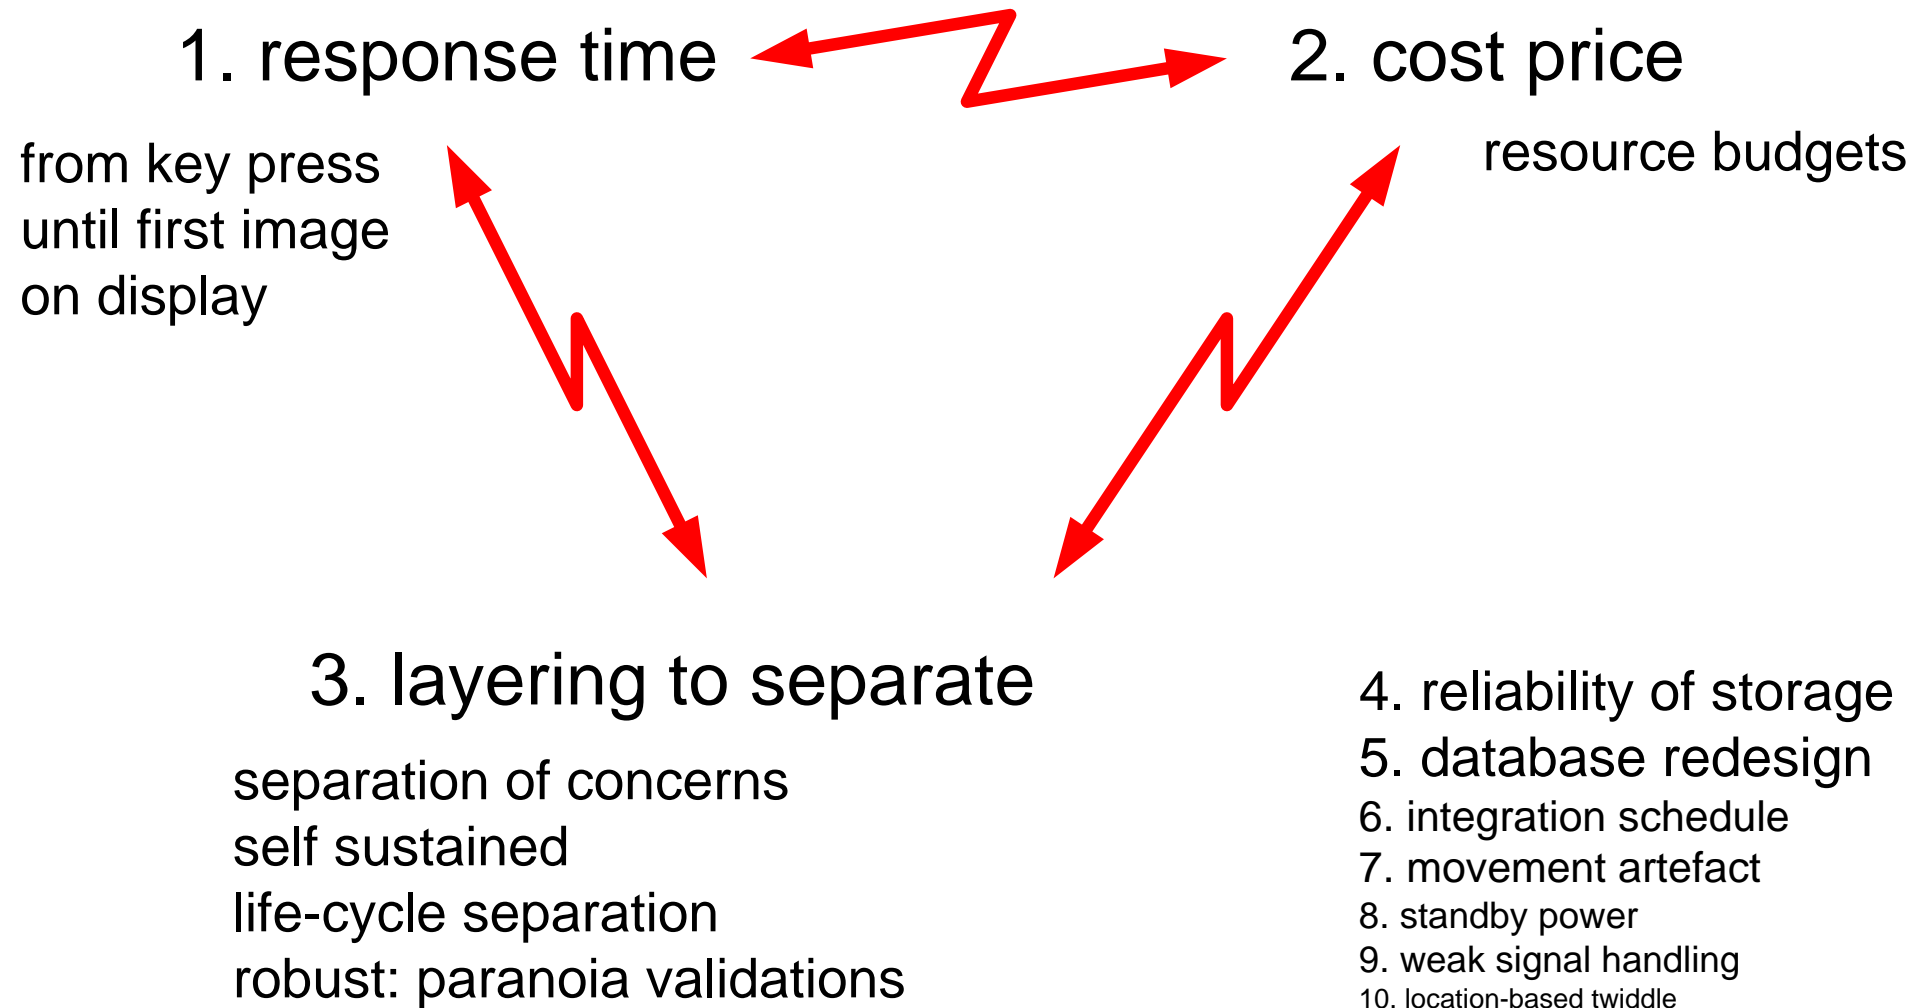 1. response time
2. cost price
from key press
until first image
on display
resource budgets
3. layering to separate
separation of concerns
self sustained
life-cycle separation
robust: paranoia validations
4. reliability of storage
5. database redesign
6. integration schedule
7. movement artefact
8. standby power
9. weak signal handling
10. location-based twiddle